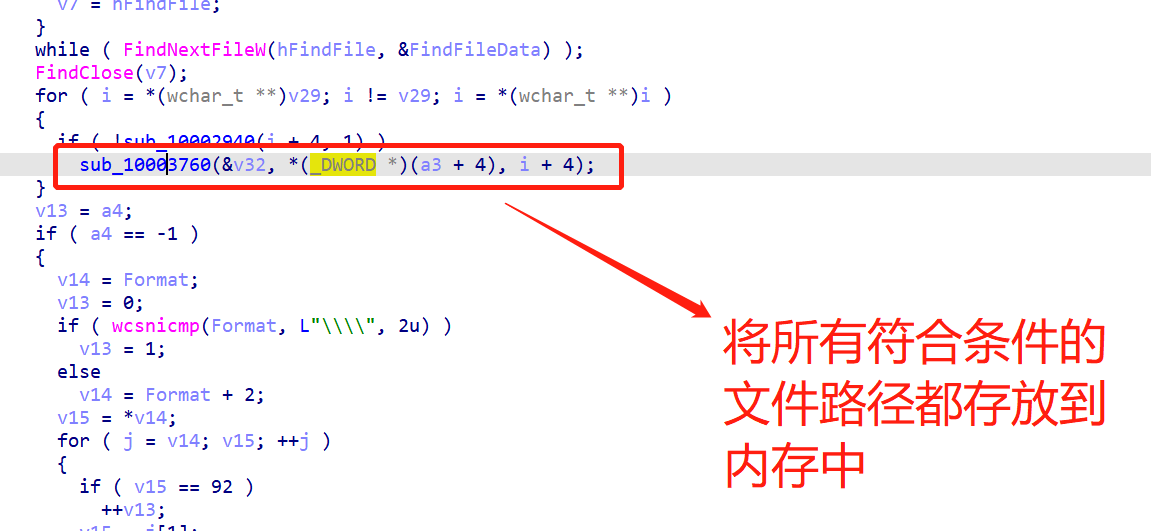 v7 = hFindFile;
}
while ( FindNextFileW(hFindFile, &FindFileData) );
FindClose(v7);
for ( i = *(wchar_t **)v29; i != v29; i = *(wchar_t **)i )
{
if ( !sub_10002940(i + 4, 1) )
sub_10003760(&v32, *(_DWORD *)(a3 + 4), i + 4);
}
v13 = a4;
if ( a4 == -1 )
{
v14 = Format;
v13 = 0;
if ( wcsnicmp(Format, L"\\\\", 2u) )
v13 = 1;
else
v14 = Format + 2;
v15 = *v14;
for ( j = v14; v15; ++j )
{
if ( v15 == 92 )
++v13;
v15 = j[1];
将所有符合条件的
文件路径都存放到
内存中